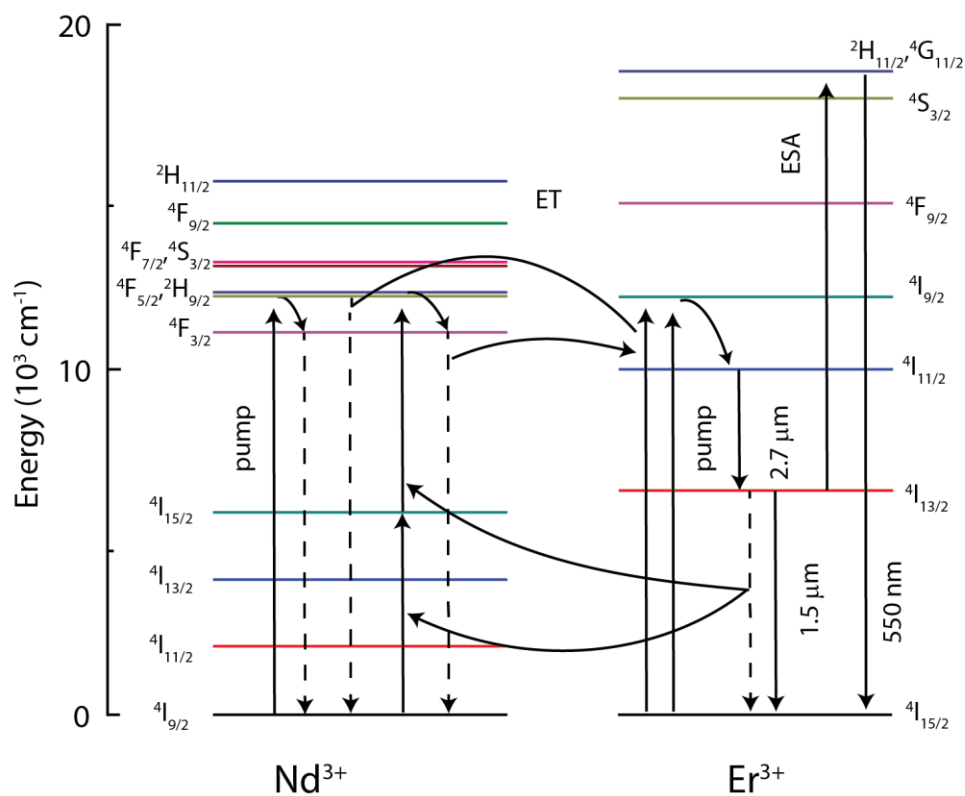 20
10
0
Energy (10³ cm⁻¹)
²H₁₁/₂
⁴F₉/₂
⁴F₇/₂,⁴S₃/₂
⁴F₅/₂,²H₉/₂
⁴F₃/₂
pump
⁴I₁₅/₂
⁴I₁₃/₂
⁴I₁₁/₂
⁴I₉/₂
Nd³⁺
ET
²H₁₁/₂,⁴G₁₁/₂
⁴S₃/₂
ESA
⁴F₉/₂
⁴I₉/₂
⁴I₁₁/₂
pump
2.7 μm
⁴I₁₃/₂
1.5 μm
550 nm
⁴I₁₅/₂
Er³⁺